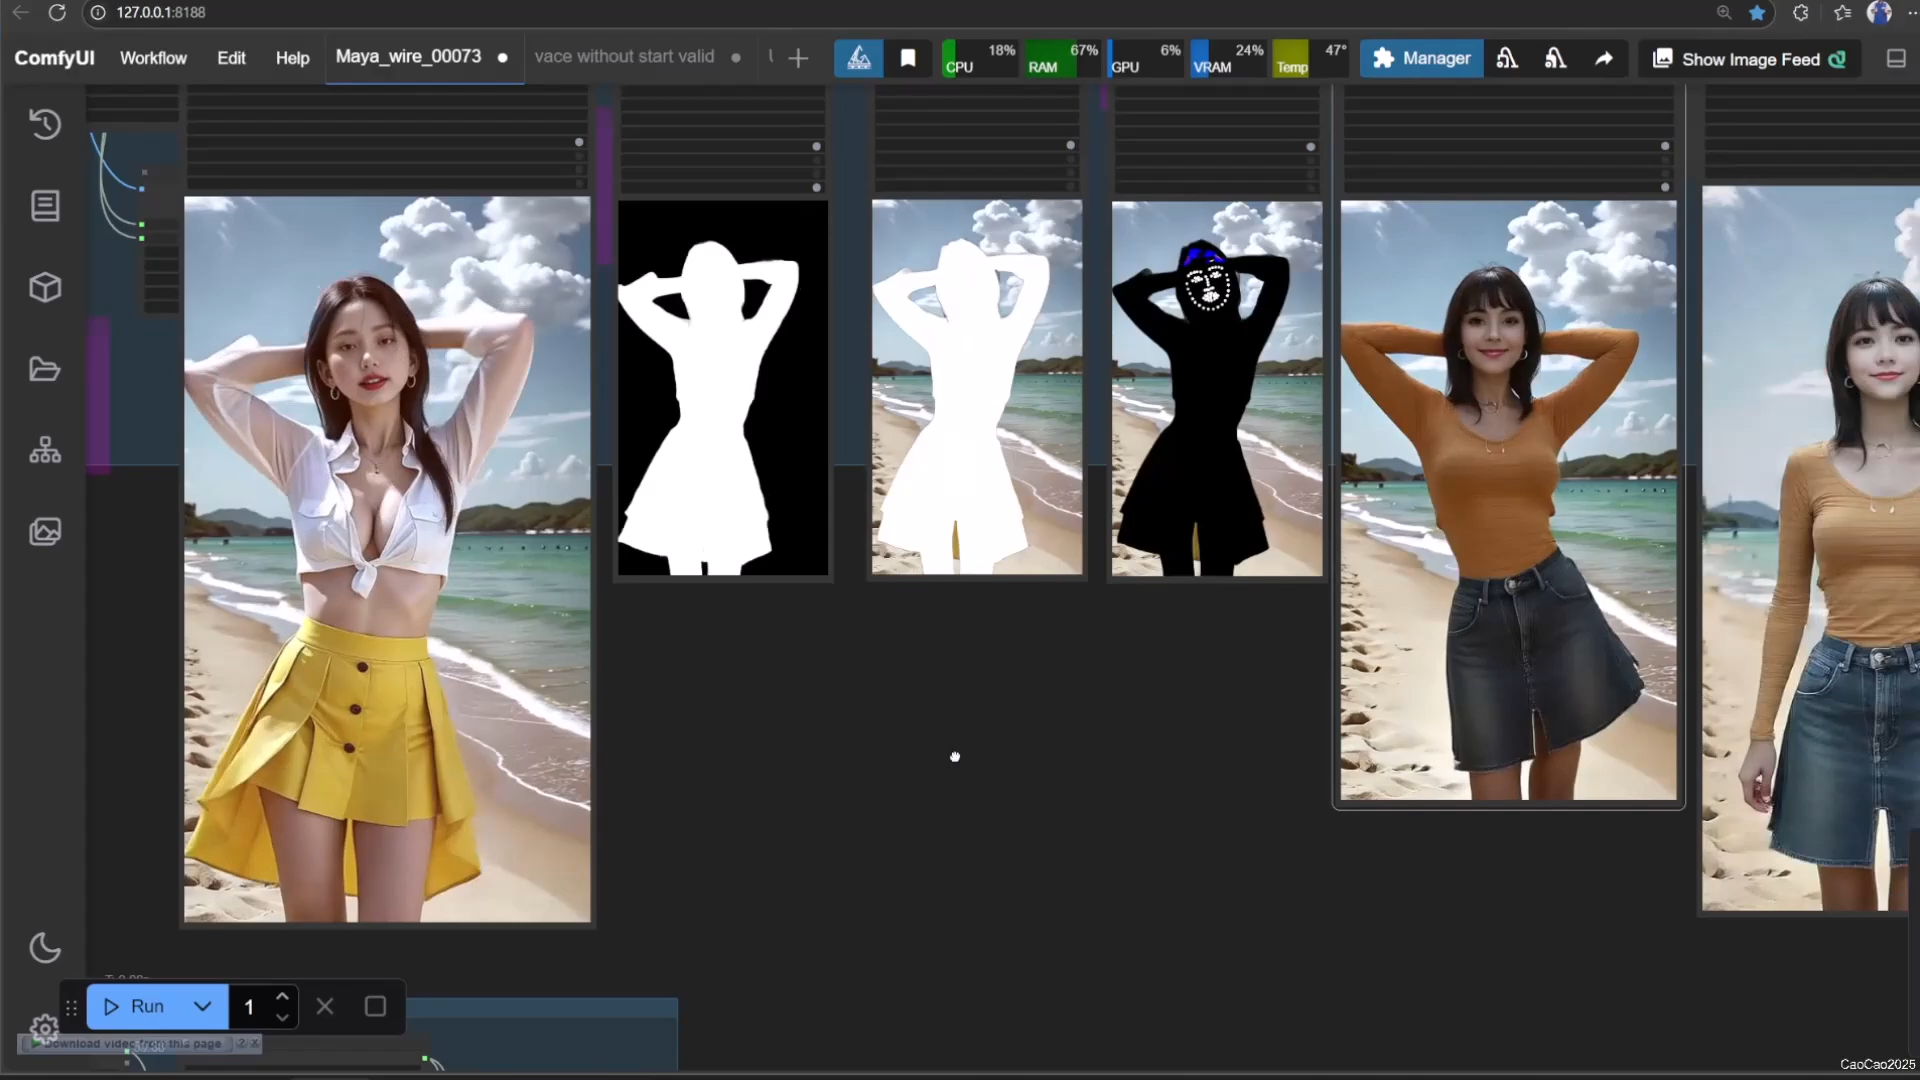 127.0.0.1:8188
ComfyUI Workflow Edit Help Maya_wire_00073 vace without start valid
CPU 18% RAM 67% GPU 6% VRAM 24% Temp 47°
Manager Show Image Feed
Run 1
Download video from this page
CaoCao2025